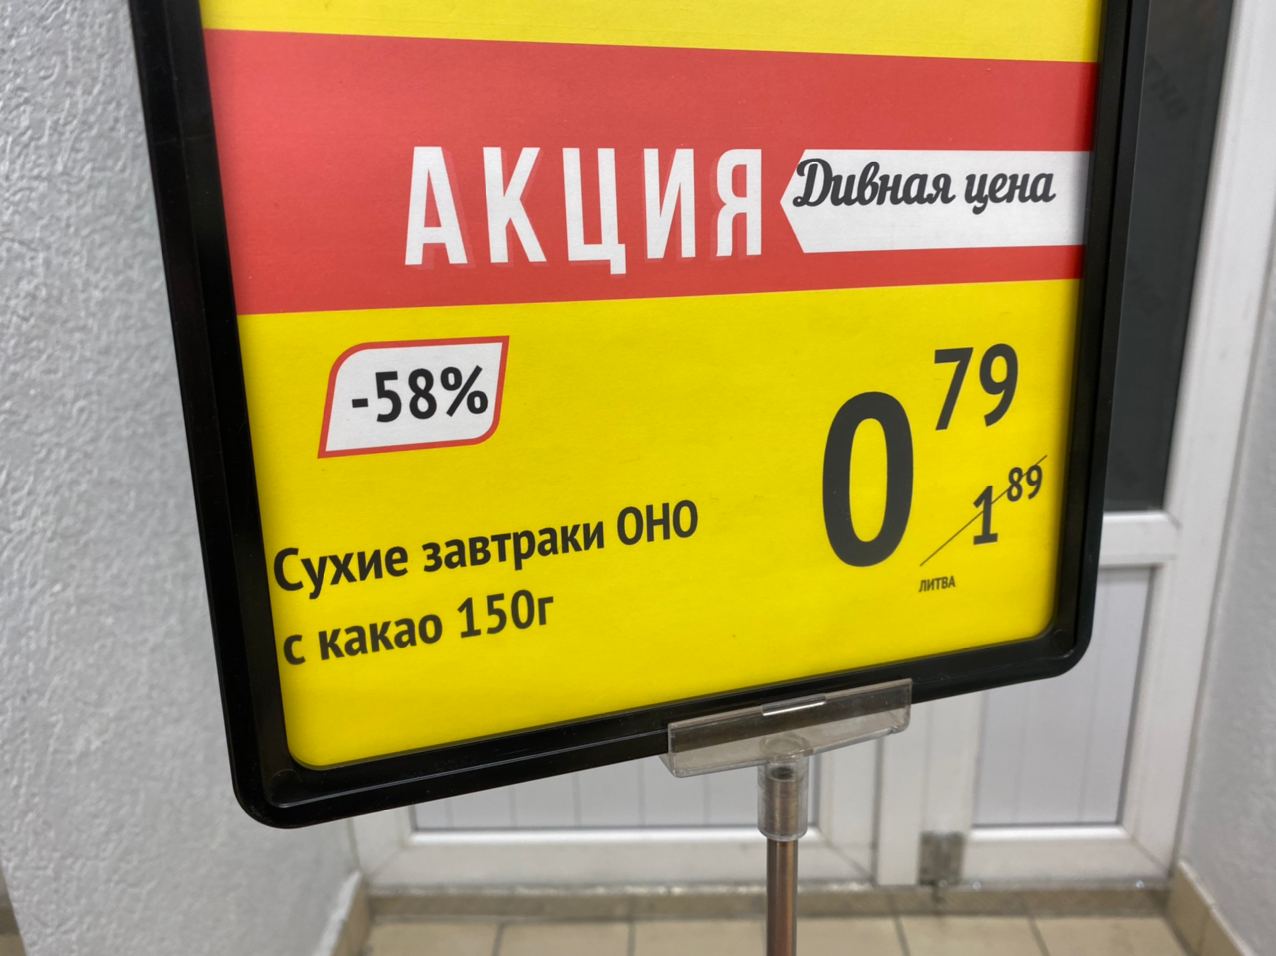 АКЦИЯ Дивная цена
-58%
0 79
1 89
ЛИТВА
Сухие завтраки ОНО
с какао 150г